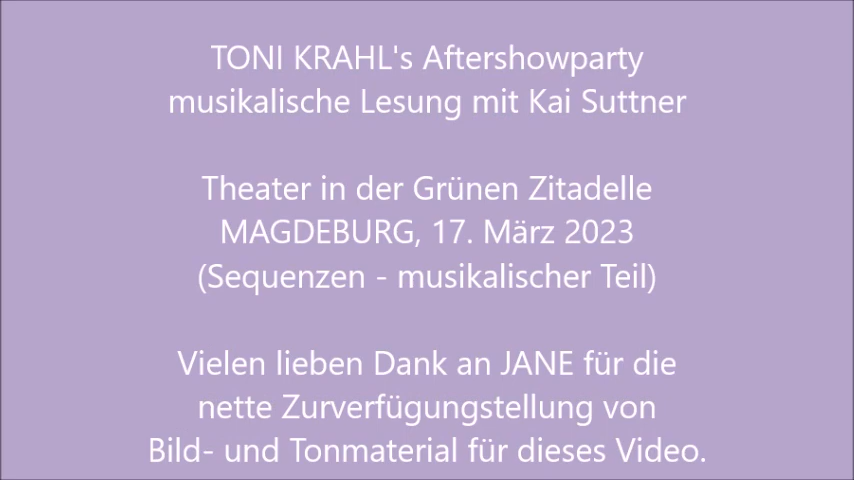 TONI KRAHL's Aftershowparty
musikalische Lesung mit Kai Suttner
Theater in der Grünen Zitadelle
MAGDEBURG, 17. März 2023
(Sequenzen - musikalischer Teil)
Vielen lieben Dank an JANE für die
nette Zurverfügungstellung von
Bild- und Tonmaterial für dieses Video.